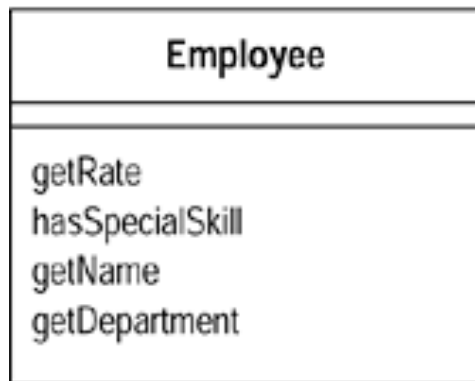 Employee
getRate
hasSpecialSkill
getName
getDepartment